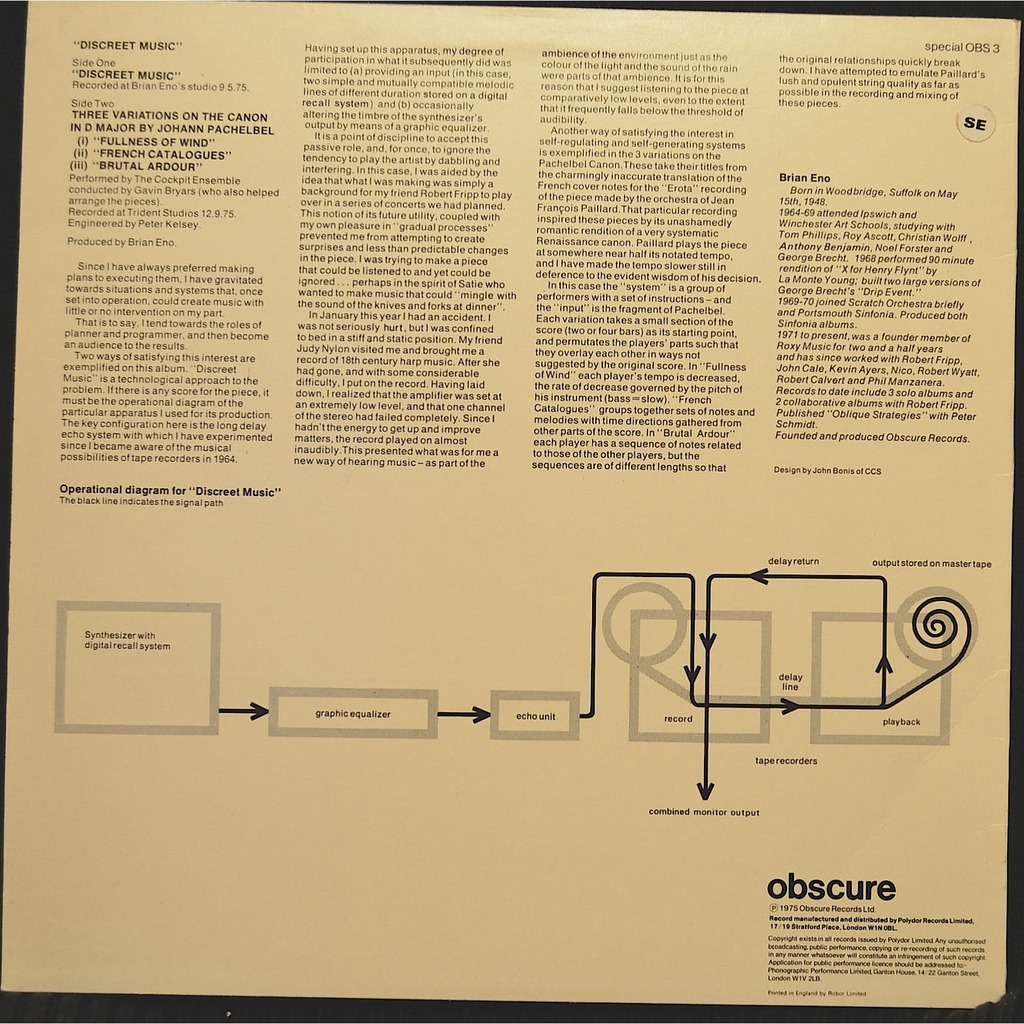 "DISCREET MUSIC"
Side One
"DISCREET MUSIC"
Recorded at Brian Eno's studio 9.5.75.
Side Two
THREE VARIATIONS ON THE CANON
IN D MAJOR BY JOHANN PACHELBEL
(i) "FULLNESS OF WIND"
(ii) "FRENCH CATALOGUES"
(iii) "BRUTAL ARDOUR"
Performed by The Cockpit Ensemble
conducted by Gavin Bryars (who also helped
arrange the pieces).
Recorded at Trident Studios 12.9.75.
Engineered by Peter Kelsey.
Produced by Brian Eno.
Since I have always preferred making
plans to executing them, I have gravitated
towards situations and systems that, once
set into operation, could create music with
little or no intervention on my part.
That is to say, I tend towards the roles of
planner and programmer, and then become
an audience to the results.
Two ways of satisfying this interest are
exemplified on this album. "Discreet
Music" is a technological approach to the
problem. If there is any score for the piece, it
must be the operational diagram of the
particular apparatus I used for its production.
The key configuration here is the long delay
echo system with which I have experimented
since I became aware of the musical
possibilities of tape recorders in 1964.
Having set up this apparatus, my degree of
participation in what it subsequently did was
limited to (a) providing an input (in this case,
two simple and mutually compatible melodic
lines of different duration stored on a digital
recall system) and (b) occasionally
altering the timbre of the synthesizer's
output by means of a graphic equalizer.
It is a point of discipline to accept this
passive role, and, for once, to ignore the
tendency to play the artist by dabbling and
interfering. In this case, I was aided by the
idea that what I was making was simply a
background for my friend Robert Fripp to play
over in a series of concerts we had planned.
This notion of its future utility, coupled with
my own pleasure in "gradual processes"
prevented me from attempting to create
surprises and less than predictable changes
in the piece. I was trying to make a piece
that could be listened to and yet could be
ignored . . . perhaps in the spirit of Satie who
wanted to make music that could "mingle with
the sound of the knives and forks at dinner".
In January this year I had an accident. I
was not seriously hurt, but I was confined
to bed in a stiff and static position. My friend
Judy Nylon visited me and brought me a
record of 18th century harp music. After she
had gone, and with some considerable
difficulty, I put on the record. Having laid
down, I realized that the amplifier was set at
an extremely low level, and that one channel
of the stereo had failed completely. Since I
hadn't the energy to get up and improve
matters, the record played on almost
inaudibly. This presented what was for me a
new way of hearing music – as part of the
ambience of the environment just as the
colour of the light and the sound of the rain
were parts of that ambience. It is for this
reason that I suggest listening to the piece at
comparatively low levels, even to the extent
that it frequently falls below the threshold of
audibility.
Another way of satisfying the interest in
self-regulating and self-generating systems
is exemplified in the 3 variations on the
Pachelbel Canon. These take their titles from
the charmingly inaccurate translation of the
French cover notes for the "Erota" recording
of the piece made by the orchestra of Jean
François Paillard. That particular recording
inspired these pieces by its unashamedly
romantic rendition of a very systematic
Renaissance canon. Paillard plays the piece
at somewhere near half its notated tempo,
and I have made the tempo slower still in
deference to the evident wisdom of his decision.
In this case the "system" is a group of
performers with a set of instructions – and
the "input" is the fragment of Pachelbel.
Each variation takes a small section of the
score (two or four bars) as its starting point,
and permutates the players' parts such that
they overlay each other in ways not
suggested by the original score. In "Fullness
of Wind" each player's tempo is decreased,
the rate of decrease governed by the pitch of
his instrument (bass = slow). "French
Catalogues" groups together sets of notes and
melodies with time directions gathered from
other parts of the score. In "Brutal Ardour"
each player has a sequence of notes related
to those of the other players, but the
sequences are of different lengths so that
special OBS 3
the original relationships quickly break
down. I have attempted to emulate Paillard's
lush and opulent string quality as far as
possible in the recording and mixing of
these pieces.
SE
Brian Eno
Born in Woodbridge, Suffolk on May
15th, 1948.
1964-69 attended Ipswich and
Winchester Art Schools, studying with
Tom Phillips, Roy Ascott, Christian Wolff,
Anthony Benjamin, Noel Forster and
George Brecht. 1968 performed 90 minute
rendition of "X for Henry Flynt" by
La Monte Young; built two large versions of
George Brecht's "Drip Event."
1969-70 joined Scratch Orchestra briefly
and Portsmouth Sinfonia. Produced both
Sinfonia albums.
1971 to present, was a founder member of
Roxy Music for two and a half years
and has since worked with Robert Fripp,
John Cale, Kevin Ayers, Nico, Robert Wyatt,
Robert Calvert and Phil Manzanera.
Records to date include 3 solo albums and
2 collaborative albums with Robert Fripp.
Published "Oblique Strategies" with Peter
Schmidt.
Founded and produced Obscure Records.
Design by John Bonis of CCS
Operational diagram for "Discreet Music"
The black line indicates the signal path
delay return
output stored on master tape
Synthesizer with
digital recall system
graphic equalizer
echo unit
record
delay
line
playback
tape recorders
combined monitor output
obscure
Ⓟ 1975 Obscure Records Ltd.
Record manufactured and distributed by Polydor Records Limited,
17/19 Stratford Place, London W1N 0BL.
Copyright exists in all records issued by Polydor Limited. Any unauthorised
broadcasting, public performance, copying or re-recording of such records
in any manner whatsoever will constitute an infringement of such copyright.
Application for public performance licence should be addressed to:-
Phonographic Performance Limited, Ganton House, 14/22 Ganton Street,
London W1V 2LB.
Printed in England by Robor Limited